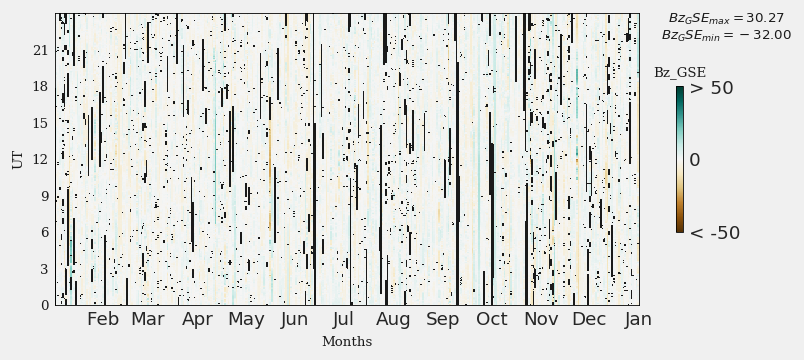 Bz_GSE_max = 30.27
Bz_GSE_min = −32.00
Bz_GSE
> 50
0
< -50
UT
21
18
15
12
9
6
3
0
Feb Mar Apr May Jun Jul Aug Sep Oct Nov Dec Jan
Months